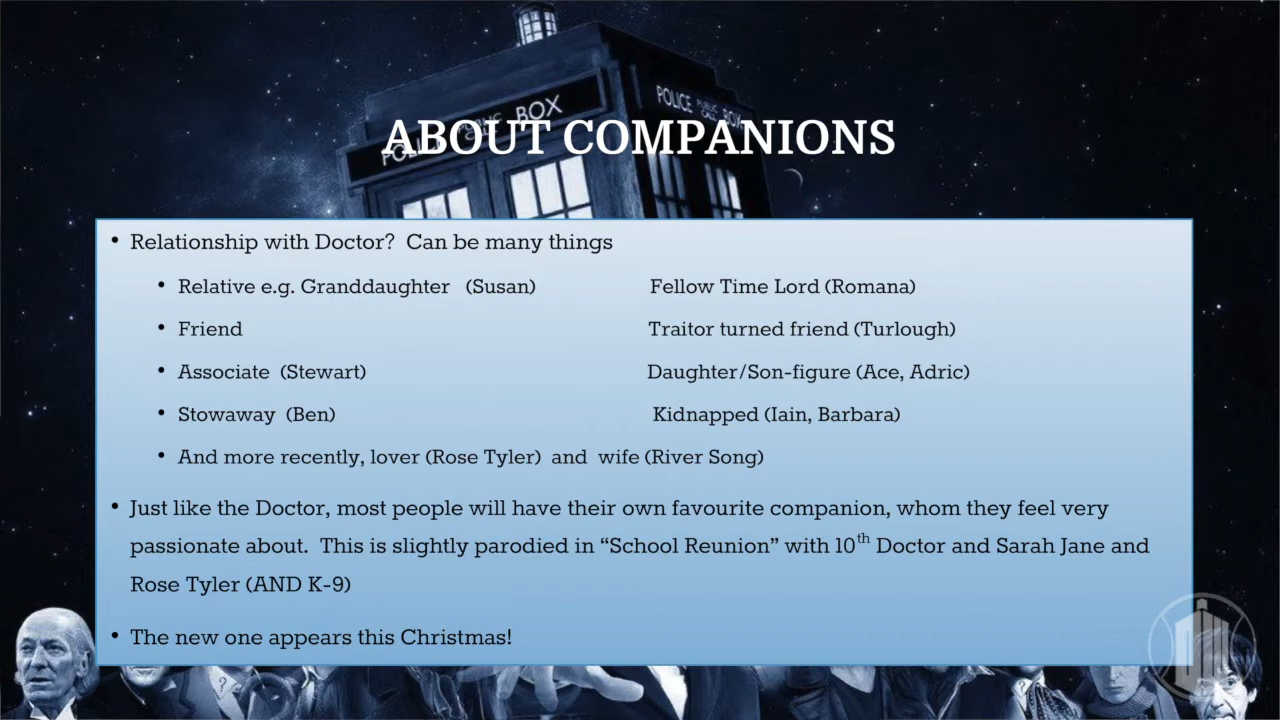 POLICE PUBLIC CALL BOX
POLICE PUBLIC CALL BOX
ABOUT COMPANIONS
• Relationship with Doctor? Can be many things
• Relative e.g. Granddaughter (Susan) Fellow Time Lord (Romana)
• Friend Traitor turned friend (Turlough)
• Associate (Stewart) Daughter/Son-figure (Ace, Adric)
• Stowaway (Ben) Kidnapped (Iain, Barbara)
• And more recently, lover (Rose Tyler) and wife (River Song)
• Just like the Doctor, most people will have their own favourite companion, whom they feel very
passionate about. This is slightly parodied in “School Reunion” with 10th Doctor and Sarah Jane and
Rose Tyler (AND K-9)
• The new one appears this Christmas!